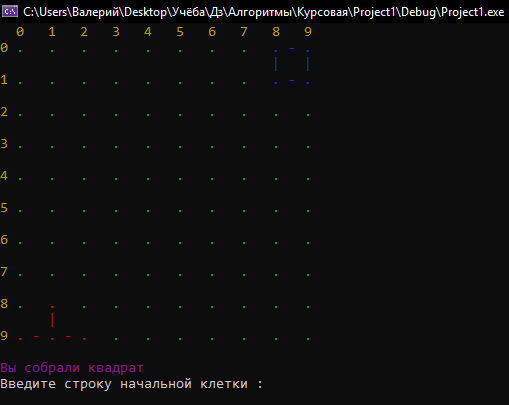 C:\Users\Валерий\Desktop\Учёба\Дз\Алгоритмы\Курсовая\Project1\Debug\Project1.exe
0 1 2 3 4 5 6 7 8 9
0 . . . . . . . . . - .
| |
1 . . . . . . . . . - .
2 . . . . . . . . . .
3 . . . . . . . . . .
4 . . . . . . . . . .
5 . . . . . . . . . .
6 . . . . . . . . . .
7 . . . . . . . . . .
8 . . . . . . . . . .
|
9 . - . - . . . . . . . .
Вы собрали квадрат
Введите строку начальной клетки :